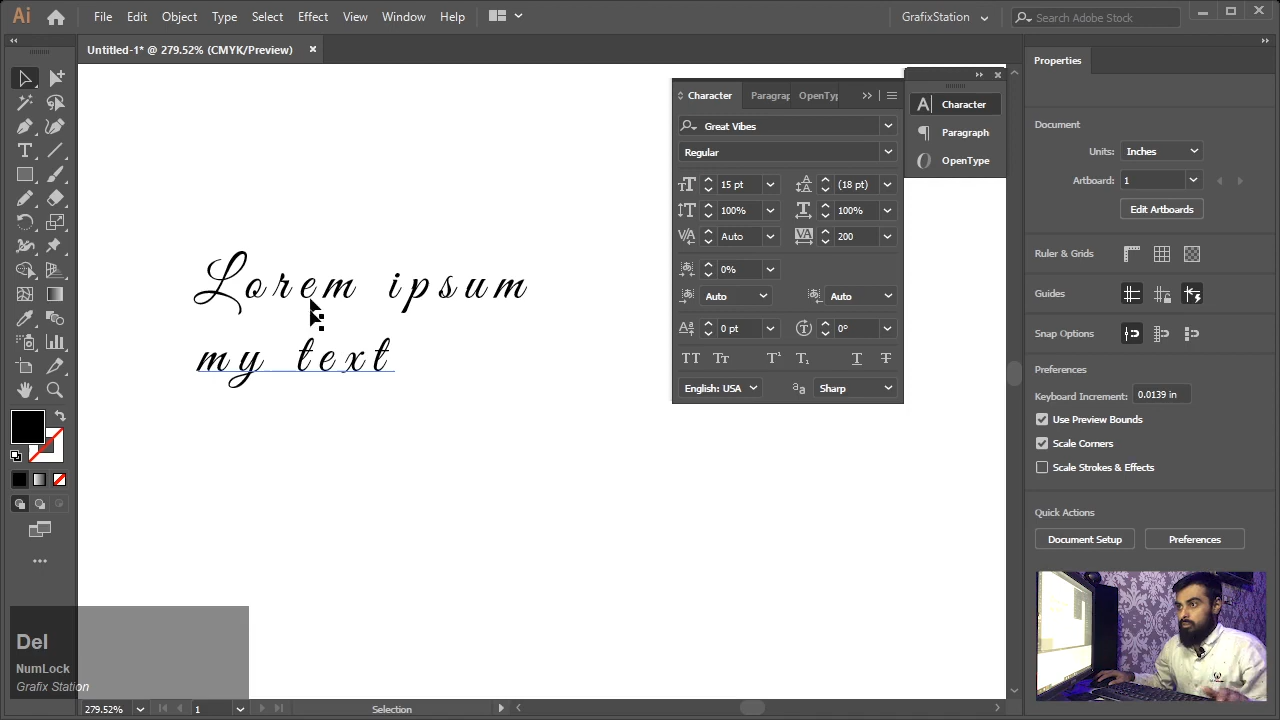 Ai File Edit Object Type Select Effect View Window Help GrafixStation Search Adobe Stock
Untitled-1* @ 279.52% (CMYK/Preview)
Properties
Character Paragrap OpenTyp
Character
Paragraph
OpenType
Great Vibes
Regular
15 pt (18 pt)
100% 100%
Auto 200
0%
Auto Auto
0 pt 0°
English: USA Sharp
Document
Units: Inches
Artboard: 1
Edit Artboards
Ruler & Grids
Guides
Snap Options
Preferences
Keyboard Increment: 0.0139 in
Use Preview Bounds
Scale Corners
Scale Strokes & Effects
Quick Actions
Document Setup Preferences
Lorem ipsum
my text
Del
NumLock
Grafix Station
279.52% 1 Selection